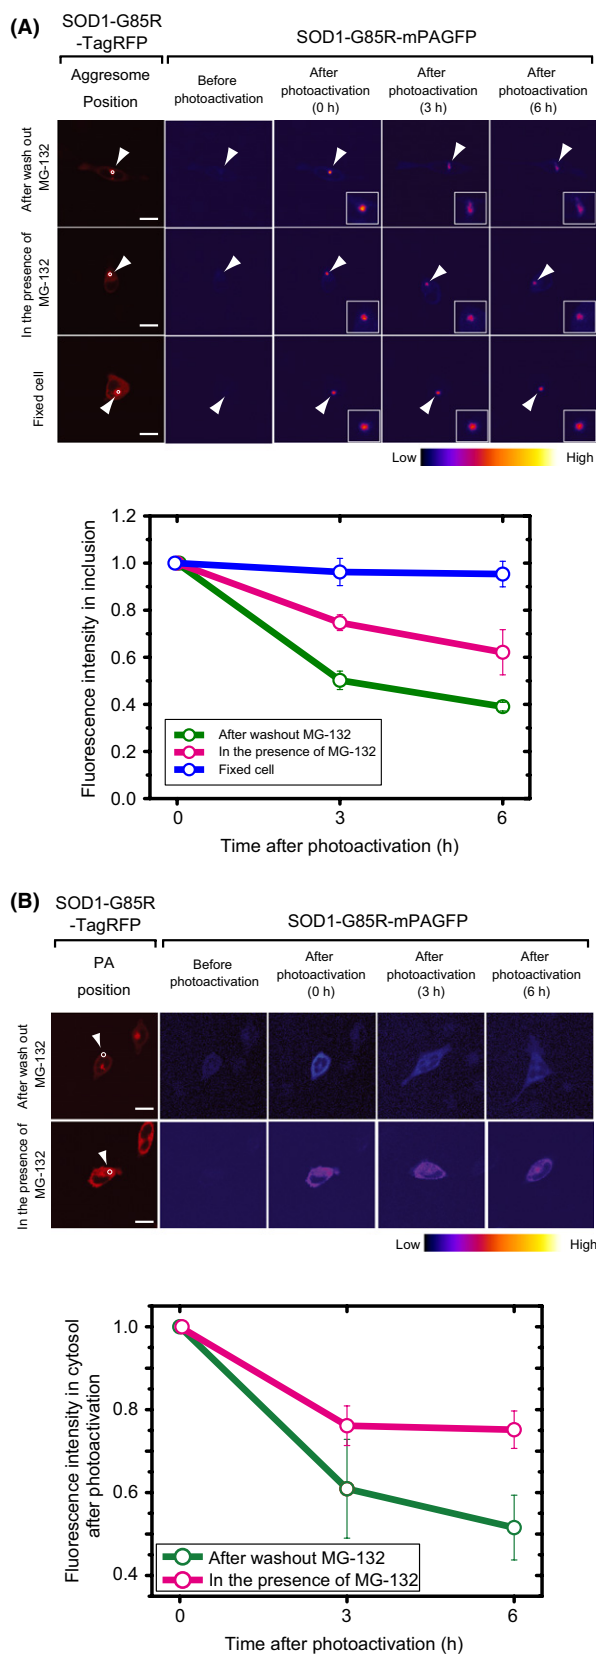 (A)
SOD1-G85R
-TagRFP
SOD1-G85R-mPAGFP
Aggresome
Position
Before
photoactivation
After
photoactivation
(0 h)
After
photoactivation
(3 h)
After
photoactivation
(6 h)
After wash out
MG-132
In the presence of
MG-132
Fixed cell
Low
High
1.2
1.0
0.8
0.6
0.4
0.2
0.0
Fluorescence intensity in inclusion
After washout MG-132
In the presence of MG-132
Fixed cell
0
3
6
Time after photoactivation (h)
(B)
SOD1-G85R
-TagRFP
SOD1-G85R-mPAGFP
PA
position
Before
photoactivation
After
photoactivation
(0 h)
After
photoactivation
(3 h)
After
photoactivation
(6 h)
After wash out
MG-132
In the presence of
MG-132
Low
High
1.0
0.8
0.6
0.4
Fluorescence intensity in cytosol
after photoactivation
After washout MG-132
In the presence of MG-132
0
3
6
Time after photoactivation (h)